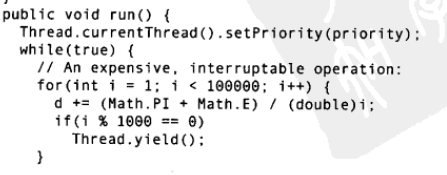 public void run() {
Thread.currentThread().setPriority(priority);
while(true) {
// An expensive, interruptable operation:
for(int i = 1; i < 100000; i++) {
d += (Math.PI + Math.E) / (double)i;
if(i % 1000 == 0)
Thread.yield();
}